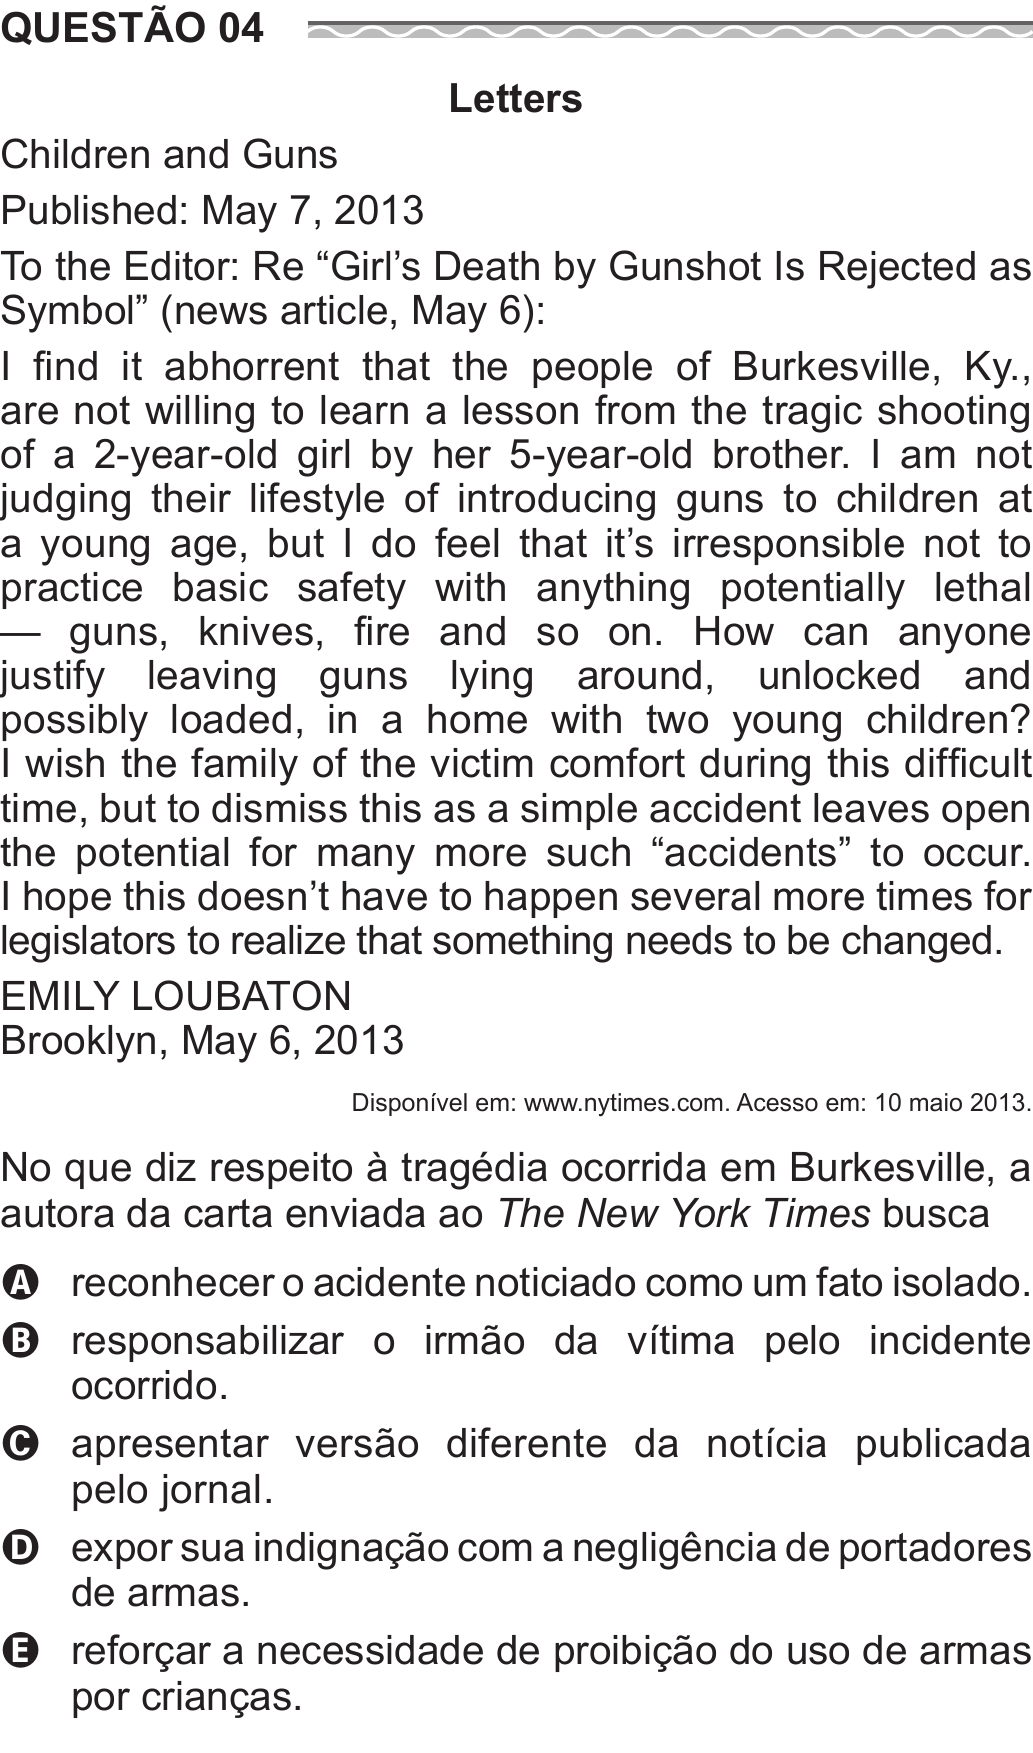 QUESTÃO 04
Letters
Children and Guns
Published: May 7, 2013
To the Editor: Re “Girl’s Death by Gunshot Is Rejected as
Symbol” (news article, May 6):
I find it abhorrent that the people of Burkesville, Ky.,
are not willing to learn a lesson from the tragic shooting
of a 2-year-old girl by her 5-year-old brother. I am not
judging their lifestyle of introducing guns to children at
a young age, but I do feel that it’s irresponsible not to
practice basic safety with anything potentially lethal
— guns, knives, fire and so on. How can anyone
justify leaving guns lying around, unlocked and
possibly loaded, in a home with two young children?
I wish the family of the victim comfort during this difficult
time, but to dismiss this as a simple accident leaves open
the potential for many more such “accidents” to occur.
I hope this doesn’t have to happen several more times for
legislators to realize that something needs to be changed.
EMILY LOUBATON
Brooklyn, May 6, 2013
Disponível em: www.nytimes.com. Acesso em: 10 maio 2013.
No que diz respeito à tragédia ocorrida em Burkesville, a
autora da carta enviada ao The New York Times busca
A reconhecer o acidente noticiado como um fato isolado.
B responsabilizar o irmão da vítima pelo incidente
ocorrido.
C apresentar versão diferente da notícia publicada
pelo jornal.
D expor sua indignação com a negligência de portadores
de armas.
E reforçar a necessidade de proibição do uso de armas
por crianças.